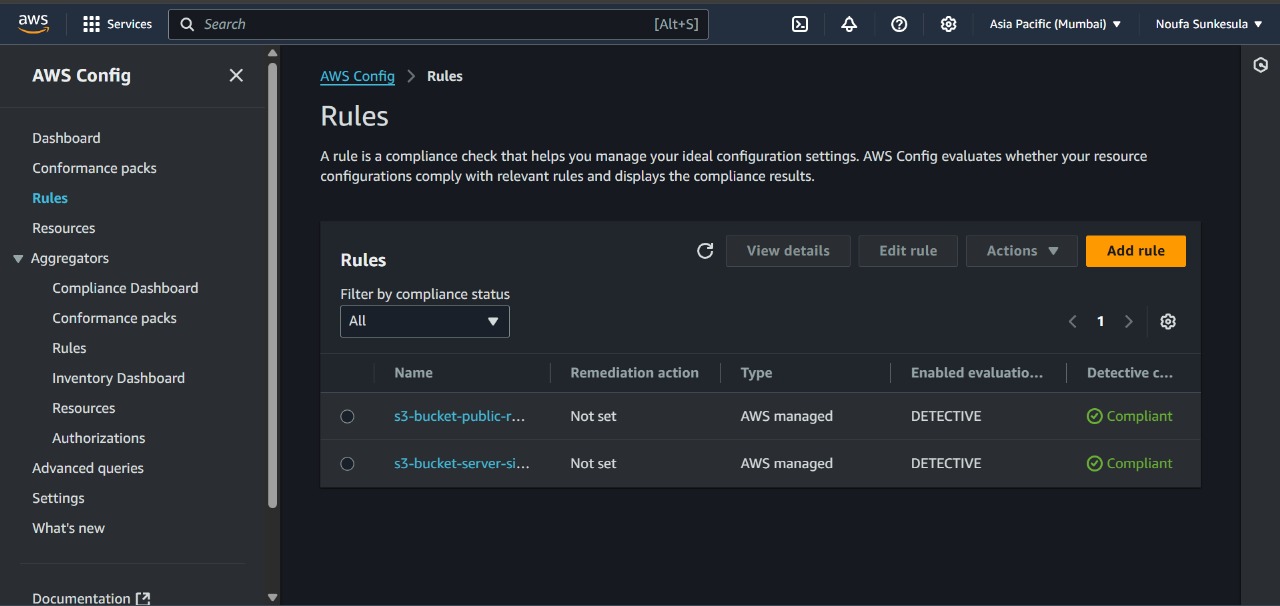 aws Services Search [Alt+S] Asia Pacific (Mumbai) Noufa Sunkesula
AWS Config
Dashboard
Conformance packs
Rules
Resources
Aggregators
Compliance Dashboard
Conformance packs
Rules
Inventory Dashboard
Resources
Authorizations
Advanced queries
Settings
What's new
Documentation
AWS Config > Rules
Rules
A rule is a compliance check that helps you manage your ideal configuration settings. AWS Config evaluates whether your resource
configurations comply with relevant rules and displays the compliance results.
Rules View details Edit rule Actions Add rule
Filter by compliance status
All 1
Name Remediation action Type Enabled evaluatio... Detective c...
s3-bucket-public-r... Not set AWS managed DETECTIVE Compliant
s3-bucket-server-si... Not set AWS managed DETECTIVE Compliant